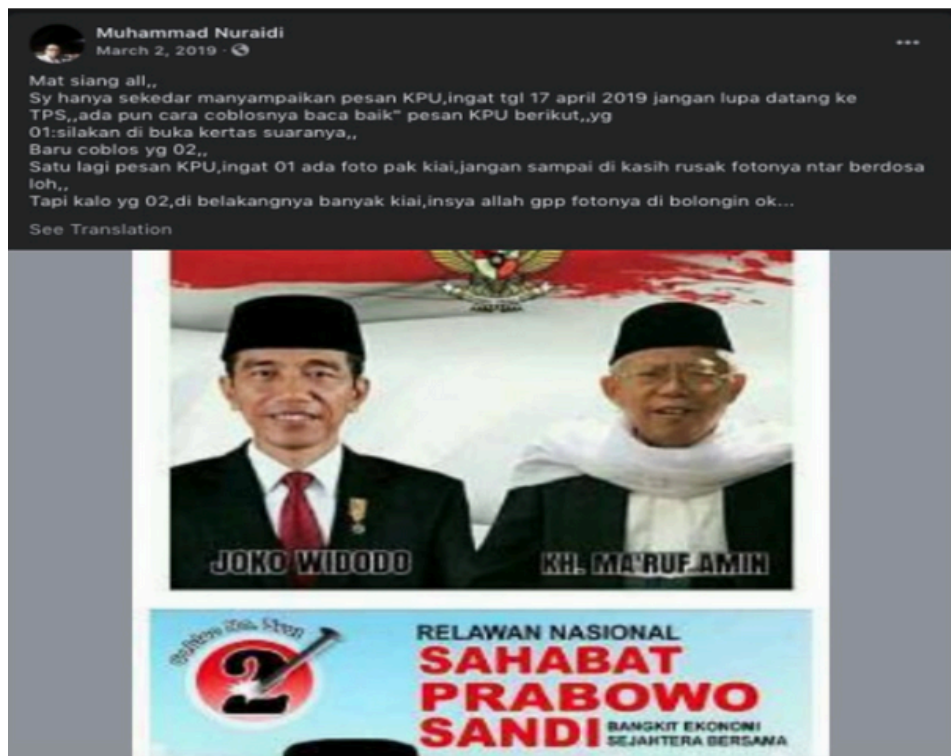 Muhammad Nuraidi
March 2, 2019
Mat siang all,,
Sy hanya sekedar manyampaikan pesan KPU,ingat tgl 17 april 2019 jangan lupa datang ke
TPS,,ada pun cara coblosnya baca baik" pesan KPU berikut,,yg
01:silakan di buka kertas suaranya,,
Baru coblos yg 02,,
Satu lagi pesan KPU,ingat 01 ada foto pak kiai,jangan sampai di kasih rusak fotonya ntar berdosa
loh,,
Tapi kalo yg 02,di belakangnya banyak kiai,insya allah gpp fotonya di bolongin ok...
See Translation
JOKO WIDODO
KH. MA'RUF AMIN
2
RELAWAN NASIONAL
SAHABAT
PRABOWO
SANDI
BANGKIT EKONOMI
SEJAHTERA BERSAMA